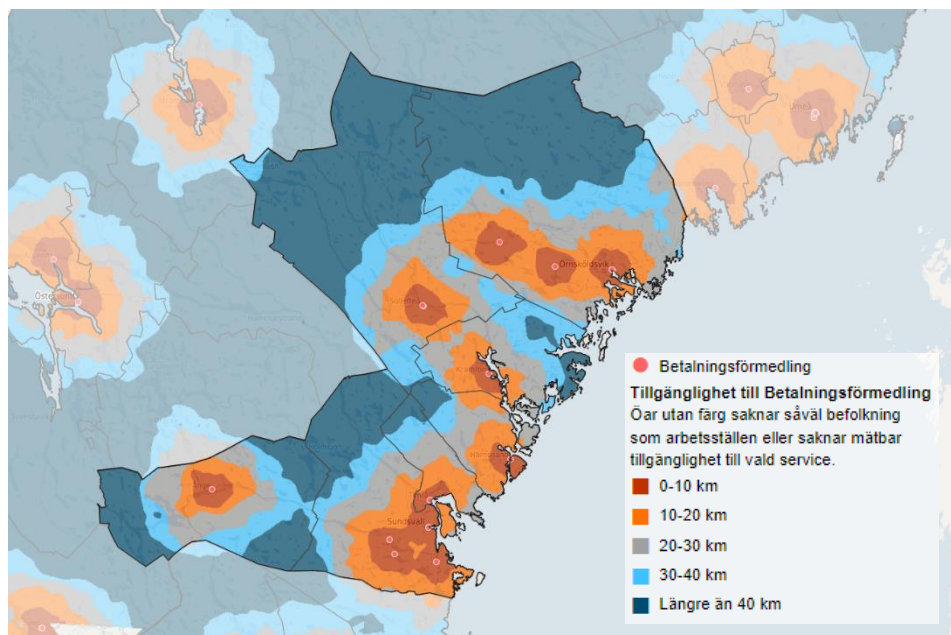 Örnsköldsvik
Sundsvall
Betalningsförmedling
Tillgänglighet till Betalningsförmedling
Öar utan färg saknar såväl befolkning
som arbetsställen eller saknar mätbar
tillgänglighet till vald service.
0-10 km
10-20 km
20-30 km
30-40 km
Längre än 40 km